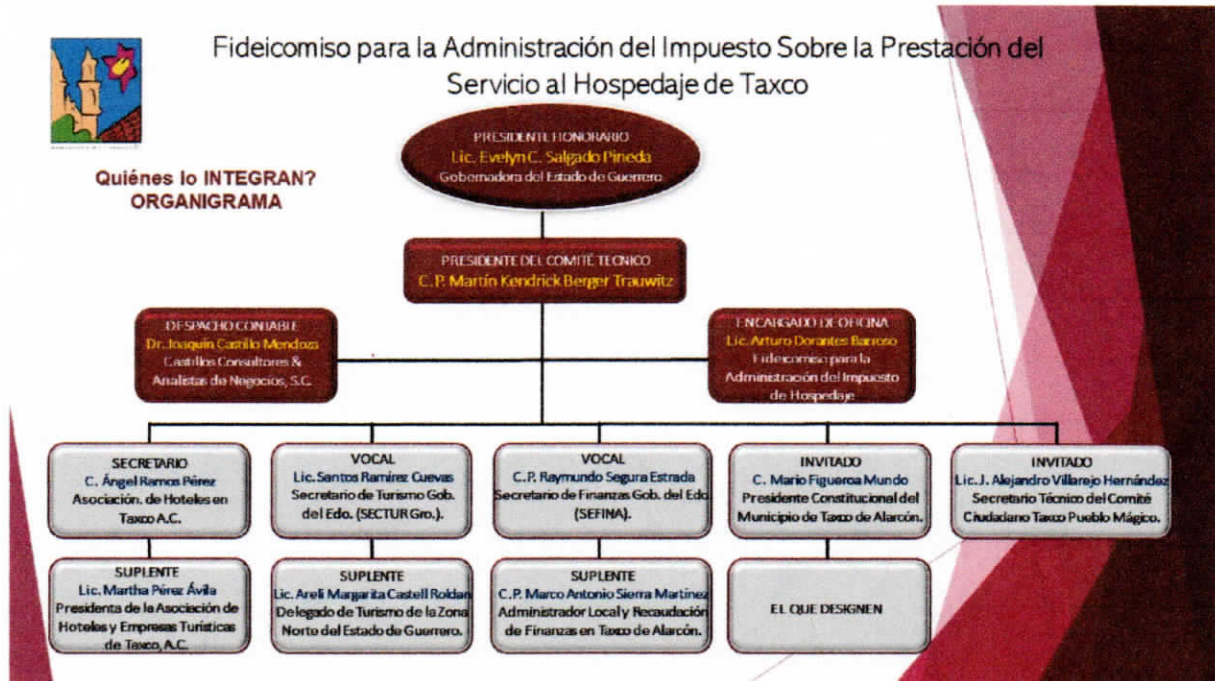 Fideicomiso para la Administración del Impuesto Sobre la Prestación del
Servicio al Hospedaje de Taxco
Quiénes lo INTEGRAN?
ORGANIGRAMA
PRESIDENTE HONORARIO
Lic. Evelyn C. Salgado Pineda
Gobernadora del Estado de Guerrero
PRESIDENTE DEL COMITÉ TECNICO
C.P. Martín Kendrick Berger Trauwitz
DESPACHO CONTABLE
Dr. Joaquin Castillo Mendoza
Castillos Consultores &
Analistas de Negocios, S.C.
ENCARGADO DE OFICINA
Lic. Arturo Dorantes Barroso
Fideicomiso para la
Administración del Impuesto
de Hospedaje
SECRETARIO
C. Ángel Ramos Pérez
Asociación. de Hoteles en
Taxco A.C.
VOCAL
Lic. Santos Ramírez Cuevas
Secretario de Turismo Gob.
del Edo. (SECTUR Gro.).
VOCAL
C.P. Raymundo Segura Estrada
Secretario de Finanzas Gob. del Edo.
(SEFINA).
INVITADO
C. Mario Figueroa Mundo
Presidente Constitucional del
Municipio de Taxco de Alarcón.
INVITADO
Lic. J. Alejandro Villarejo Hernández
Secretario Técnico del Comité
Ciudadano Taxco Pueblo Mágico.
SUPLENTE
Lic. Martha Pérez Ávila
Presidenta de la Asociación de
Hoteles y Empresas Turísticas
de Taxco, A.C.
SUPLENTE
Lic. Areli Margarita Castell Roldan
Delegado de Turismo de la Zona
Norte del Estado de Guerrero.
SUPLENTE
C.P. Marco Antonio Sierra Martínez
Administrador Local y Recaudación
de Finanzas en Taxco de Alarcón.
EL QUE DESIGNEN